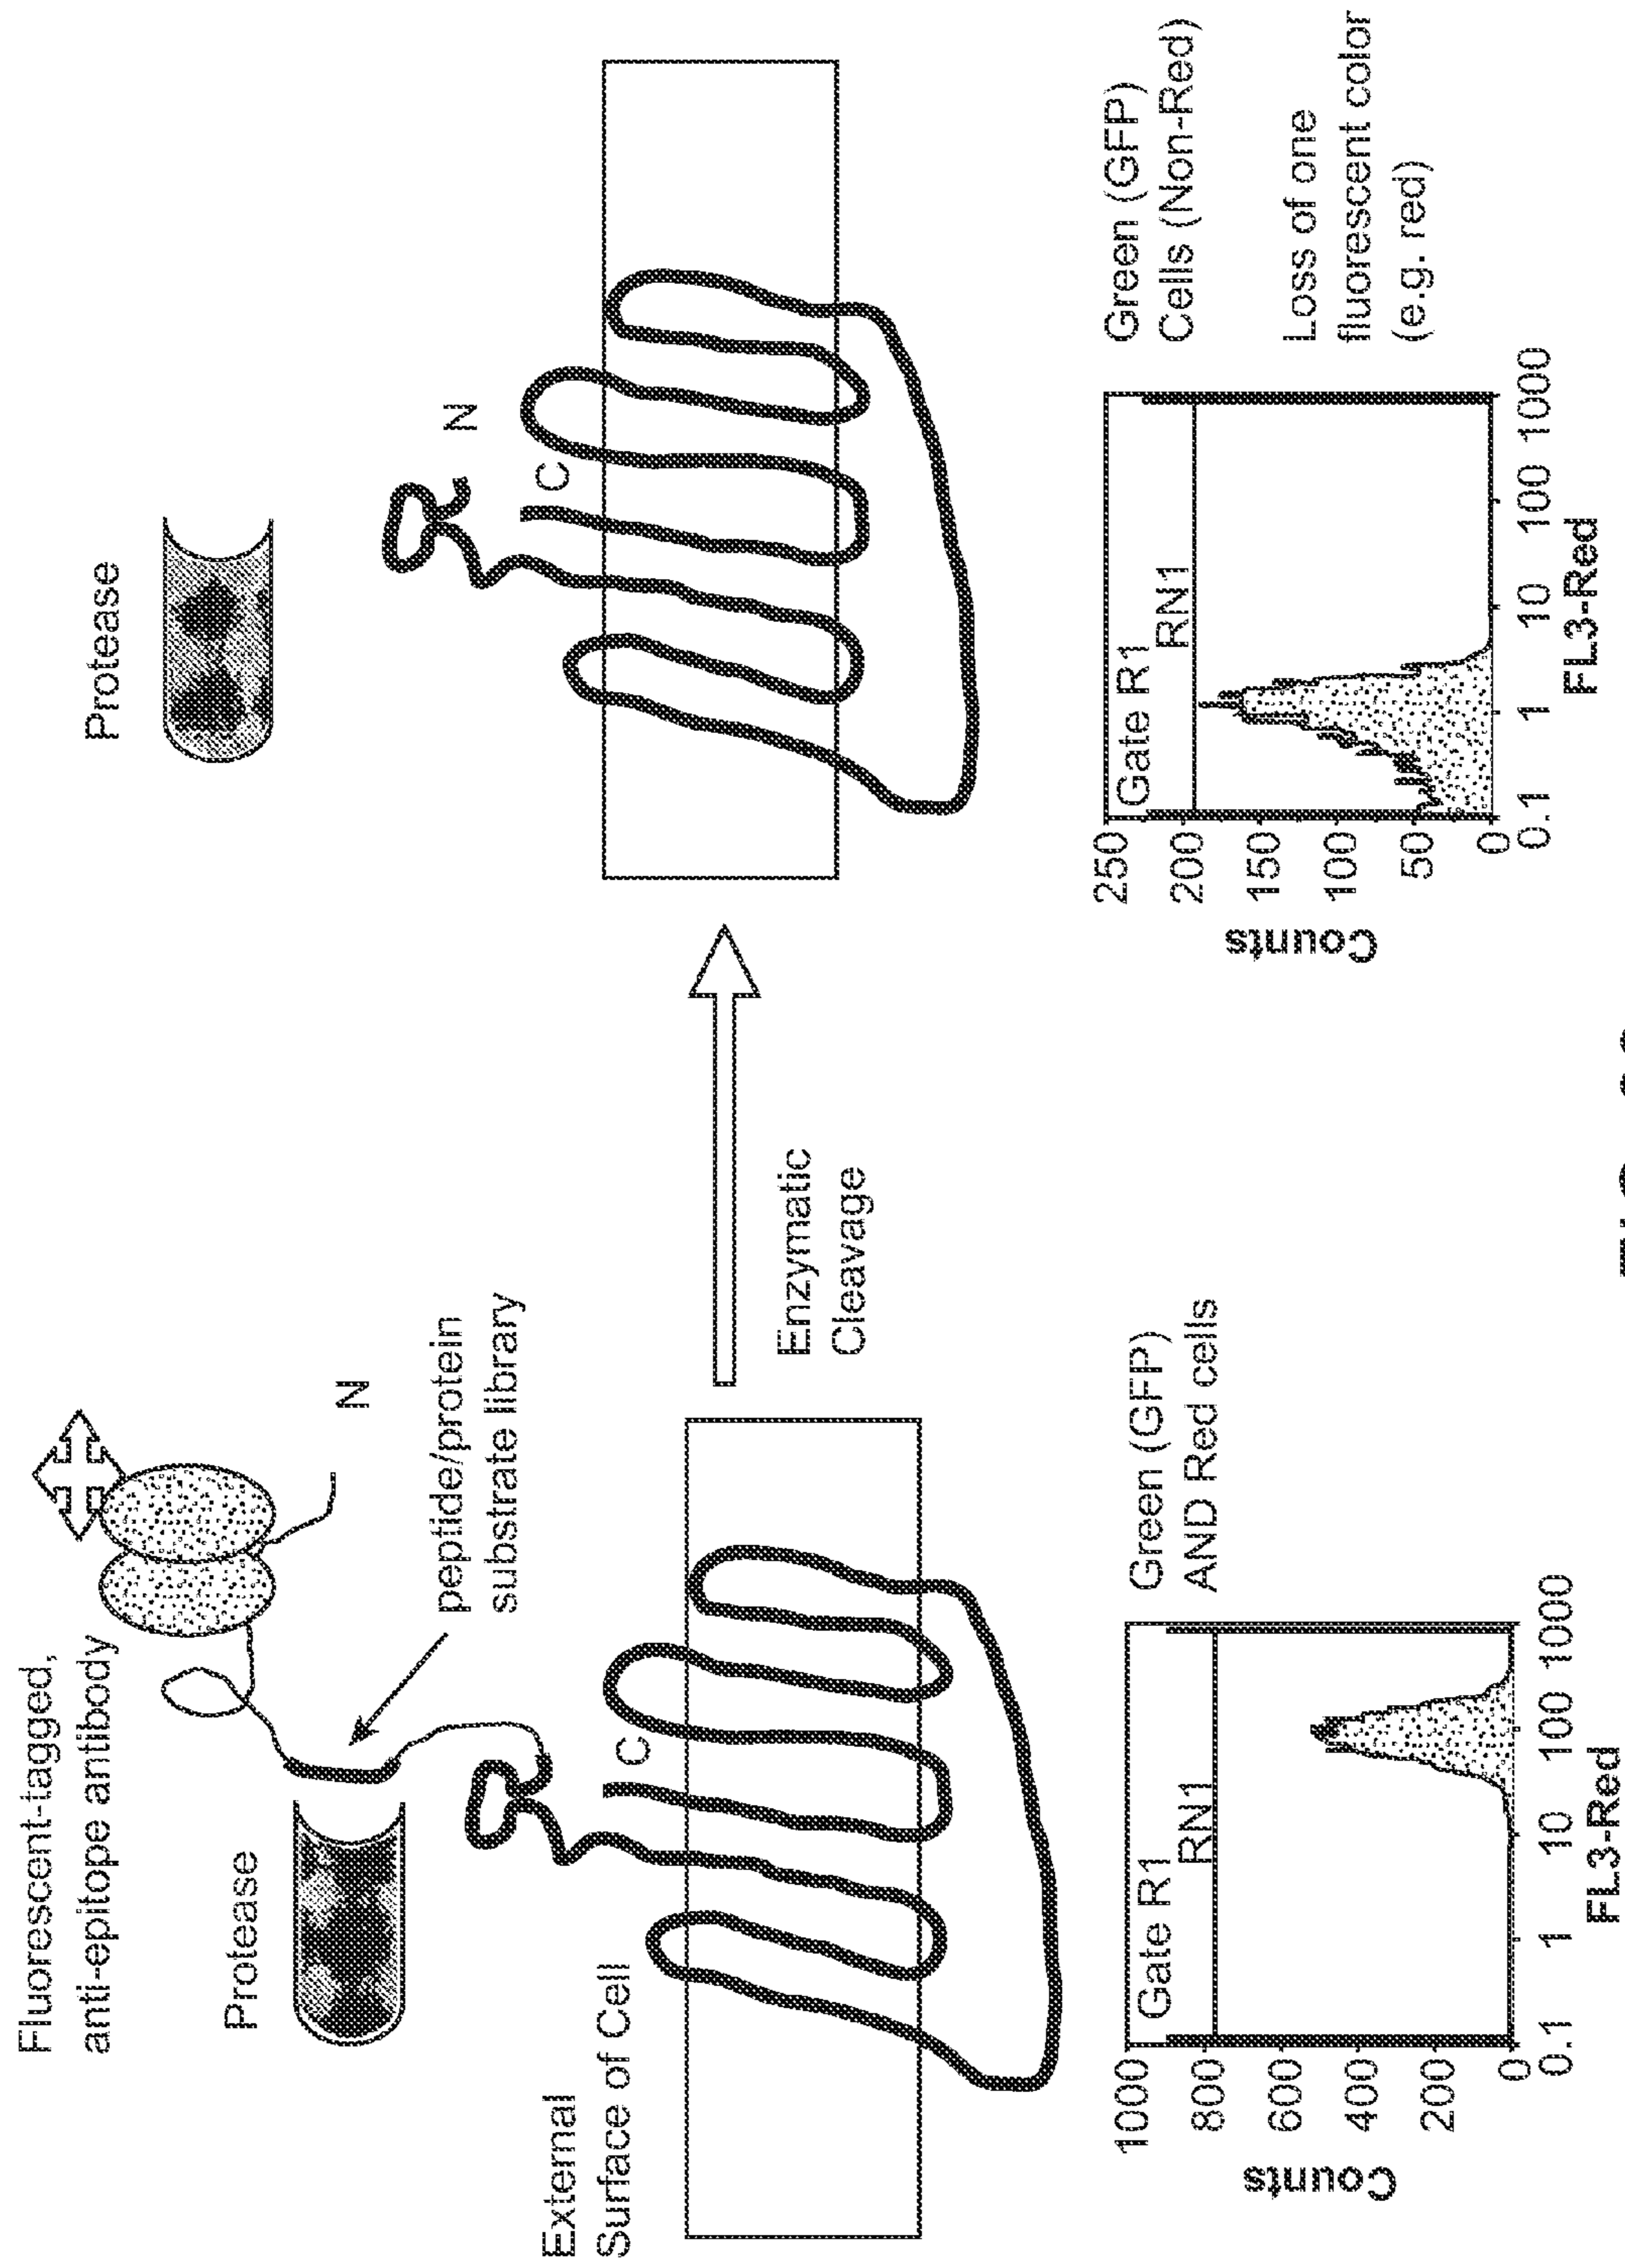 Fluorescent-tagged,
anti-epitope antibody
Protease
N
peptide/protein
substrate library
External
Surface of Cell
C
Enzymatic
Cleavage
Protease
N
C
Gate R1
RN1
1000
800
600
400
200
0
Counts
0.1 1 10 100 1000
FL3-Red
Green (GFP)
AND Red cells
Gate R1
RN1
250
200
150
100
50
0
Counts
0.1 1 10 100 1000
FL3-Red
Green (GFP)
Cells (Non-Red)
Loss of one
fluorescent color
(e.g. red)